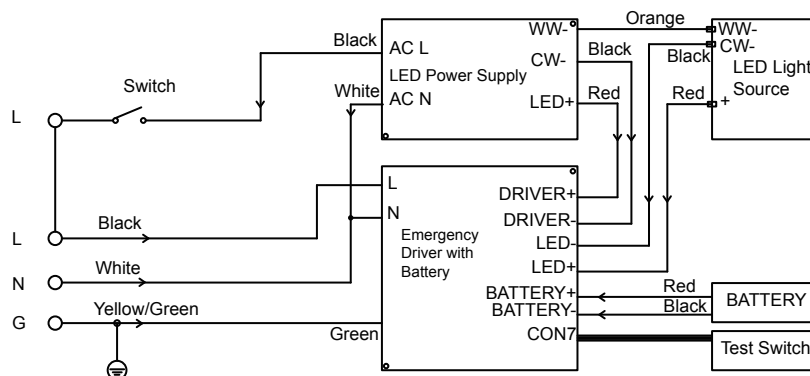 Orange
Black
AC L
WW-
WW-
Switch
LED Power Supply
CW-
Black
Black
CW-
LED Light
Source
White
AC N
LED+
Red
Red
+
L
L
DRIVER+
N
DRIVER-
Emergency
Driver with
Battery
LED-
L
Black
LED+
N
White
BATTERY+
Red
BATTERY-
Black
BATTERY
G
Yellow/Green
Green
CON7
Test Switch